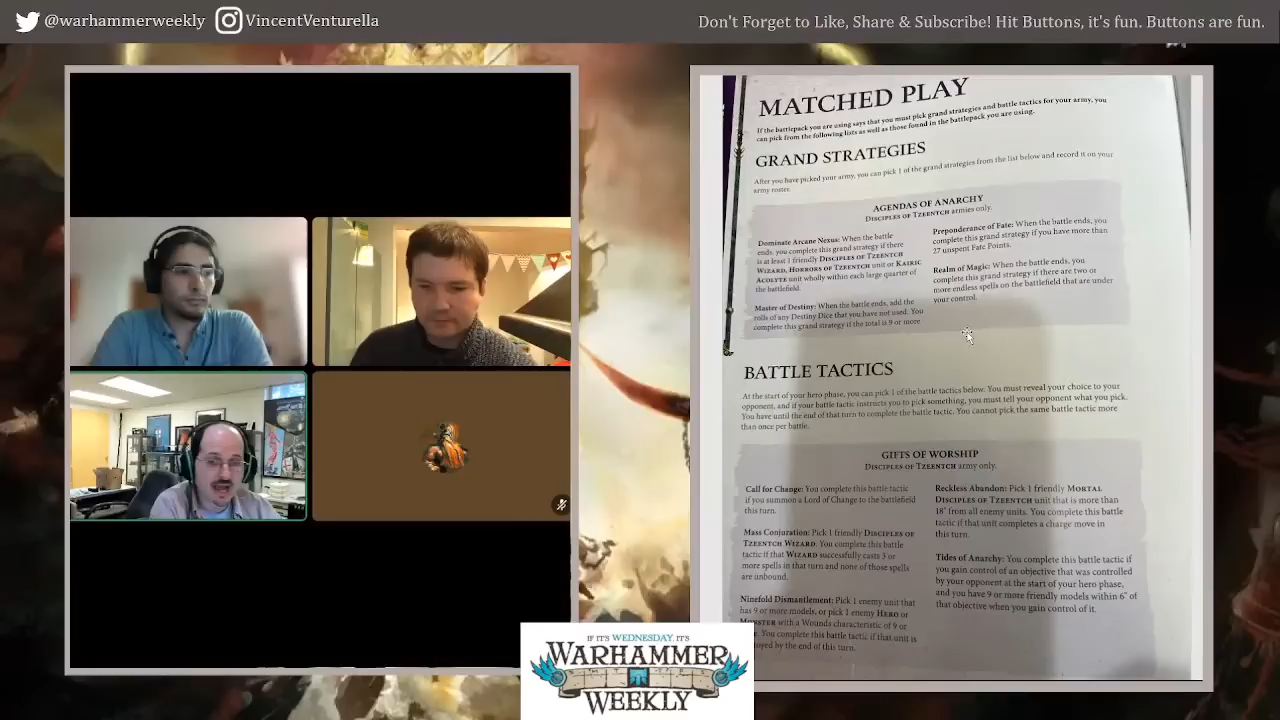 @warhammerweekly VincentVenturella
Don't Forget to Like, Share & Subscribe! Hit Buttons, it's fun. Buttons are fun.
MATCHED PLAY
If the battlepack you are using says that you must pick grand strategies and battle tactics for your army, you
can pick from the following lists as well as those found in the battlepack you are using.
GRAND STRATEGIES
After you have picked your army, you can pick 1 of the grand strategies from the list below and record it on your
army roster.
AGENDAS OF ANARCHY
DISCIPLES OF TZEENTCH armies only.
Dominate Arcane Nexus: When the battle
ends, you complete this grand strategy if there
is at least 1 friendly DISCIPLES OF TZEENTCH
WIZARD, HORRORS OF TZEENTCH unit or KAIRIC
ACOLYTE unit wholly within each large quarter of
the battlefield.
Master of Destiny: When the battle ends, add the
rolls of any Destiny Dice that you have not used. You
complete this grand strategy if the total is 9 or more
Preponderance of Fate: When the battle ends, you
complete this grand strategy if you have more than
27 unspent Fate Points.
Realm of Magic: When the battle ends, you
complete this grand strategy if there are two or
more endless spells on the battlefield that are under
your control.
BATTLE TACTICS
At the start of your hero phase, you can pick 1 of the battle tactics below. You must reveal your choice to your
opponent, and if your battle tactic instructs you to pick something, you must tell your opponent what you pick.
You have until the end of that turn to complete the battle tactic. You cannot pick the same battle tactic more
than once per battle.
GIFTS OF WORSHIP
DISCIPLES OF TZEENTCH army only.
Call for Change: You complete this battle tactic
if you summon a Lord of Change to the battlefield
this turn.
Mass Conjuration: Pick 1 friendly DISCIPLES OF
TZEENTCH WIZARD. You complete this battle
tactic if that WIZARD successfully casts 3 or
more spells in that turn and none of those spells
are unbound.
Ninefold Dismantlement: Pick 1 enemy unit that
has 9 or more models, or pick 1 enemy HERO or
MONSTER with a Wounds characteristic of 9 or
. You complete this battle tactic if that unit is
oyed by the end of this turn.
Reckless Abandon: Pick 1 friendly MORTAL
DISCIPLES OF TZEENTCH unit that is more than
18" from all enemy units. You complete this battle
tactic if that unit completes a charge move in
this turn.
Tides of Anarchy: You complete this battle tactic if
you gain control of an objective that was controlled
by your opponent at the start of your hero phase,
and you have 9 or more friendly models within 6" of
that objective when you gain control of it.
IF IT'S WEDNESDAY, IT'S
WARHAMMER
WEEKLY